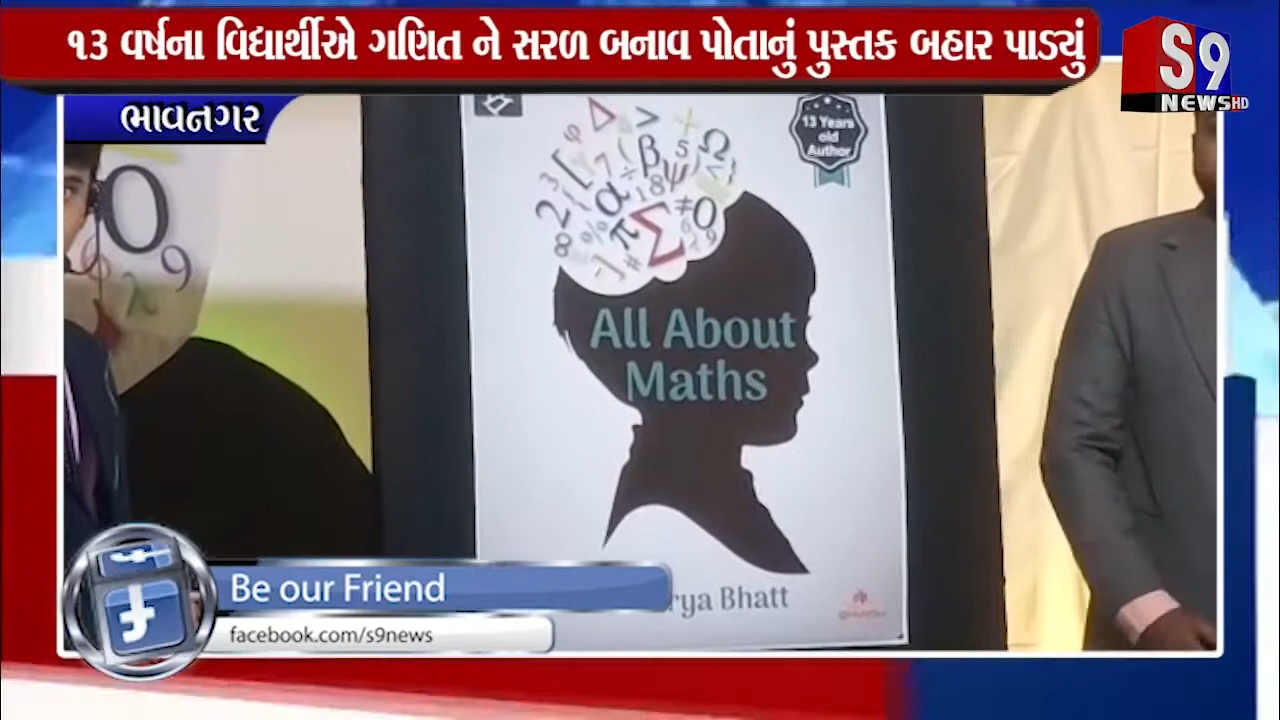 ૧૩ વર્ષના વિદ્યાર્થીએ ગણિત ને સરળ બનાવ પોતાનું પુસ્તક બહાર પાડ્યું
S9
NEWS HD
ભાવનગર
13 Years
old
Author
All About
Maths
Bhatt
Be our Friend
facebook.com/s9news